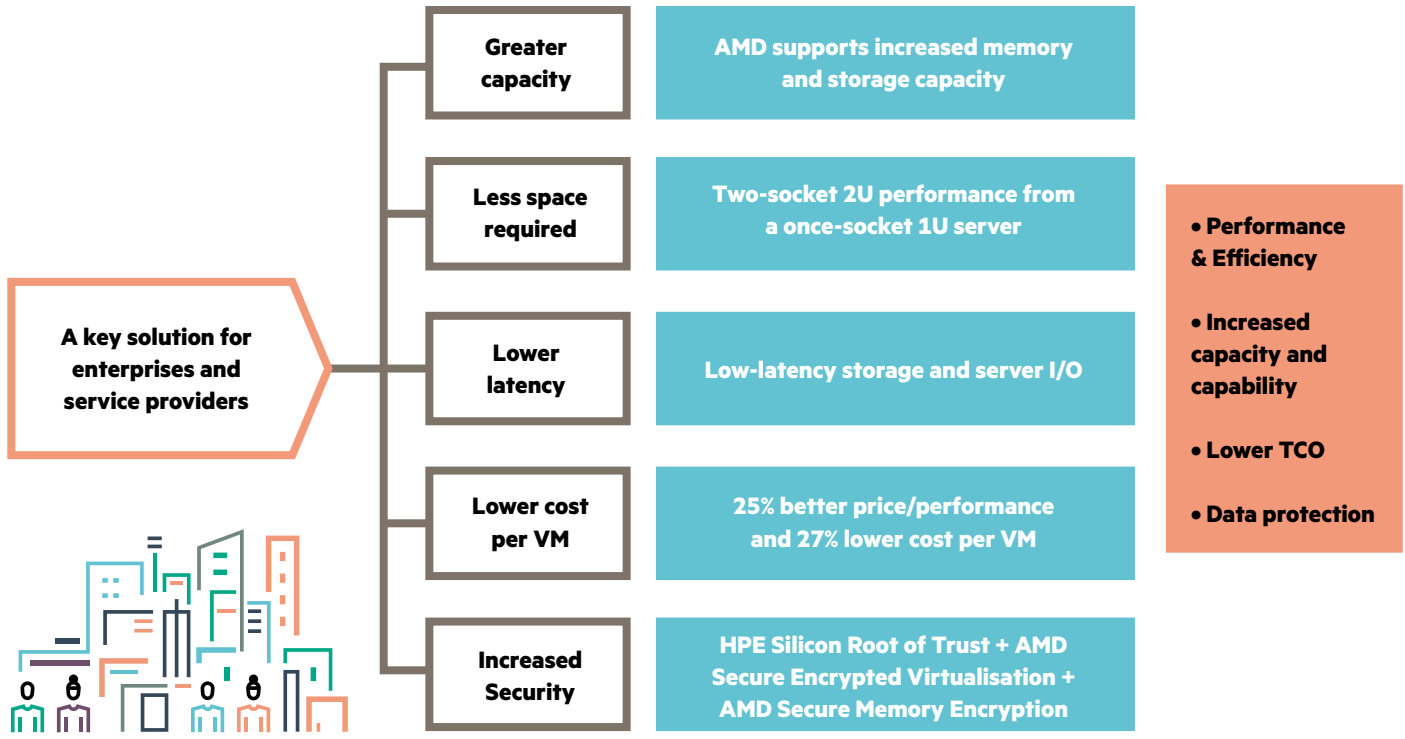 A key solution for
enterprises and
service providers
Greater
capacity
AMD supports increased memory
and storage capacity
Less space
required
Two-socket 2U performance from
a once-socket 1U server
Lower
latency
Low-latency storage and server I/O
Lower cost
per VM
25% better price/performance
and 27% lower cost per VM
Increased
Security
HPE Silicon Root of Trust + AMD
Secure Encrypted Virtualisation +
AMD Secure Memory Encryption
• Performance
& Efficiency
• Increased
capacity and
capability
• Lower TCO
• Data protection